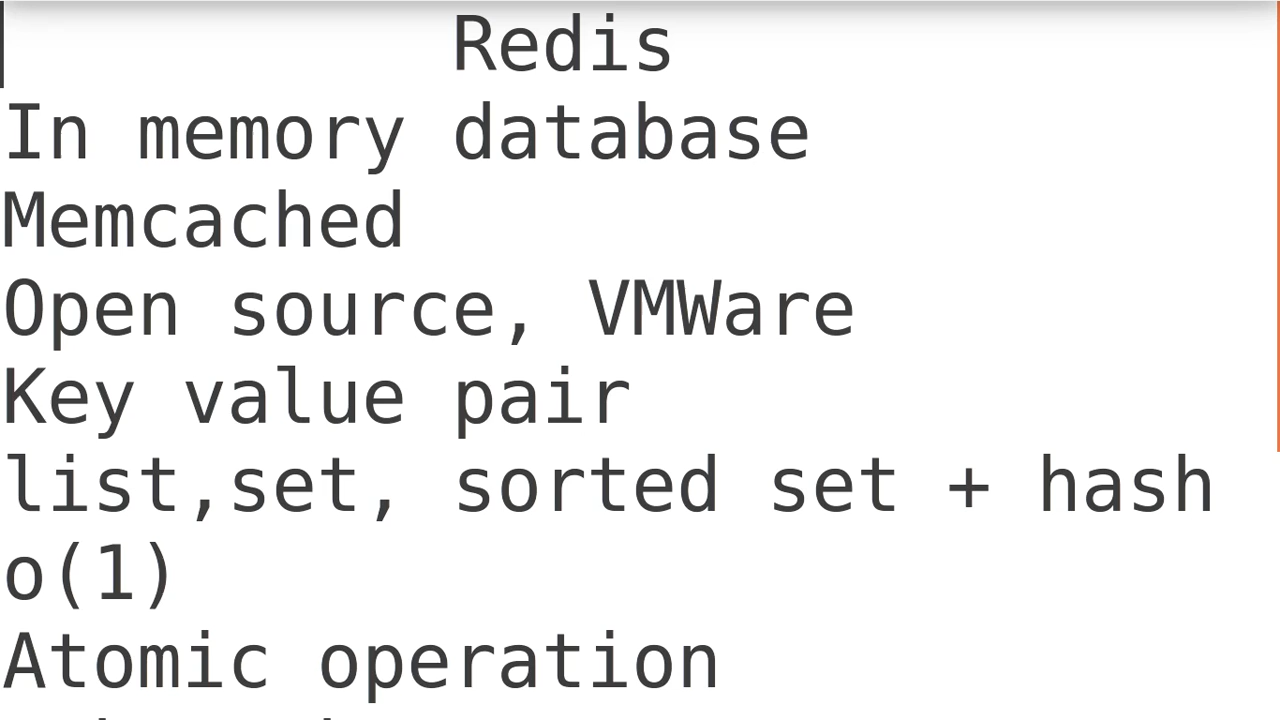 Redis
In memory database
Memcached
Open source, VMWare
Key value pair
list,set, sorted set + hash
o(1)
Atomic operation